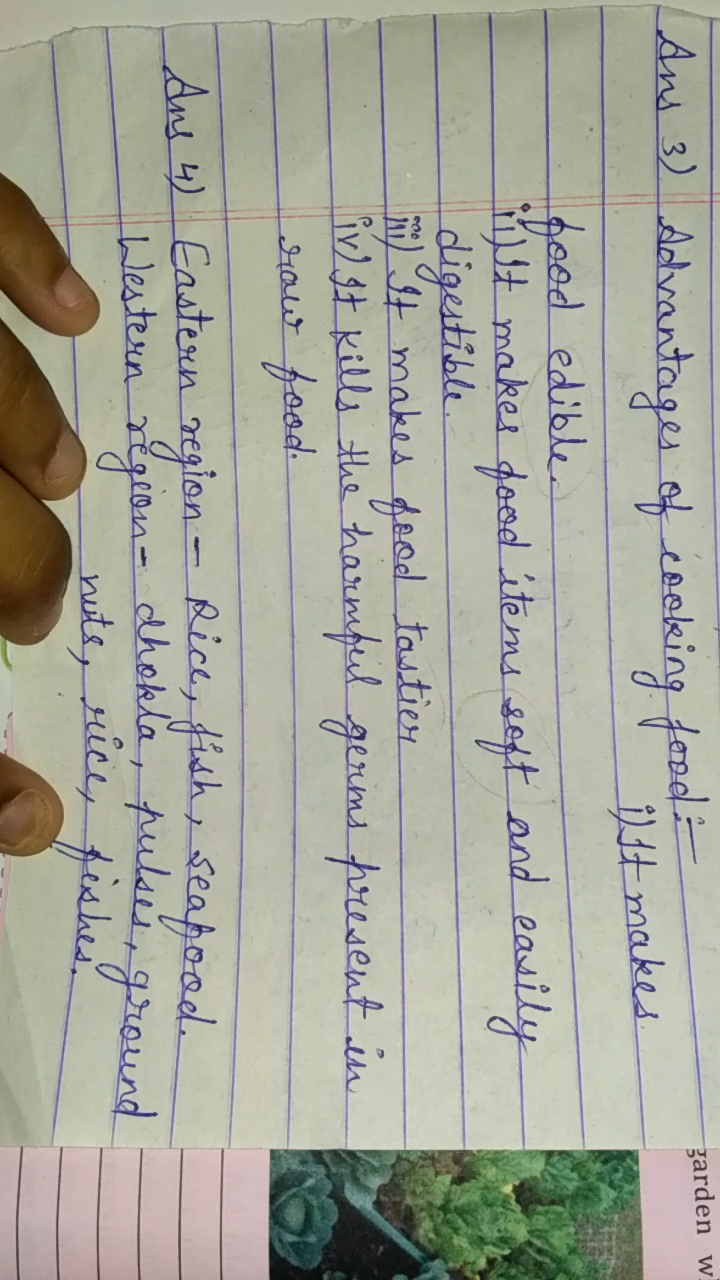 Ans 3) Advantages of cooking food:-
i) It makes
food edible.
ii) It makes food items soft and easily
digestible.
iii) It makes food tastier
iv) It kills the harmful germs present in
raw food.
Ans 4) Eastern region - Rice, fish, seafood.
Western region - dhokla, pulses, ground
nuts, rice, fishes.
garden